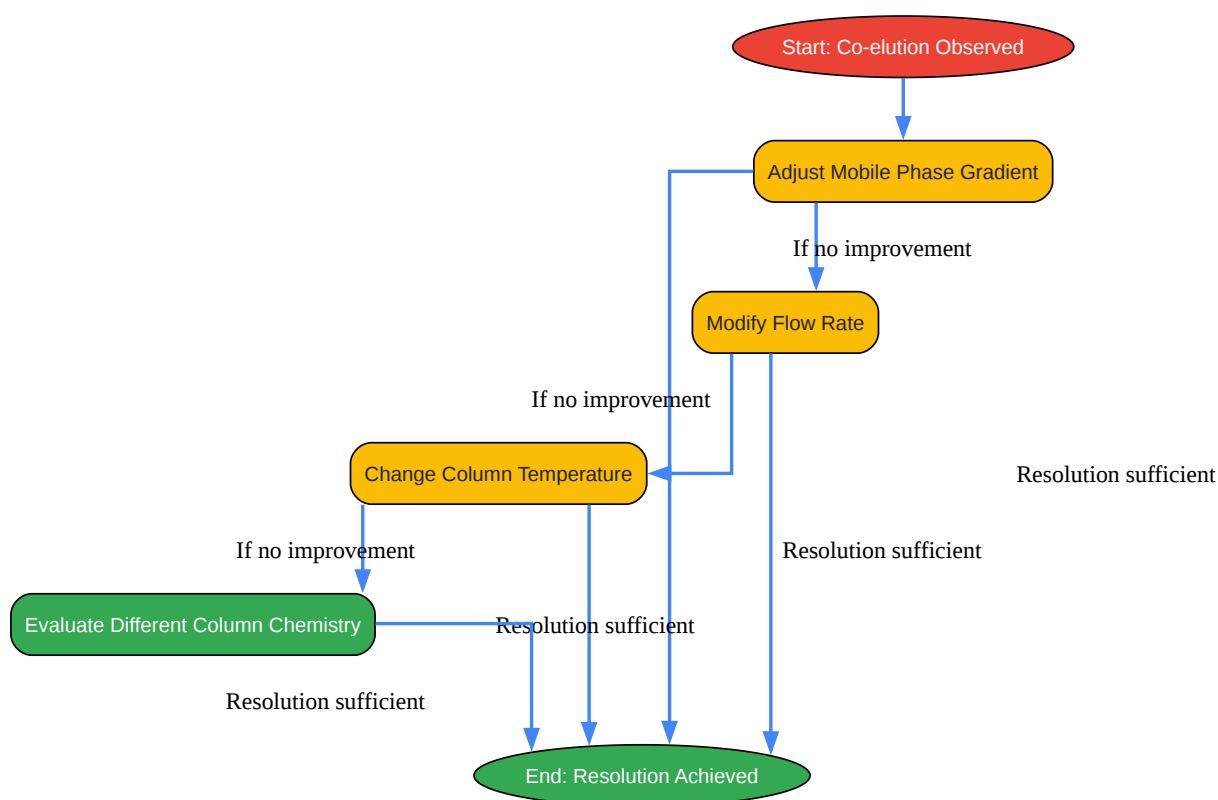 Start: Co-elution Observed
Adjust Mobile Phase Gradient
If no improvement
Modify Flow Rate
If no improvement
Change Column Temperature
Resolution sufficient
If no improvement
Resolution sufficient
Evaluate Different Column Chemistry
Resolution sufficient
Resolution sufficient
End: Resolution Achieved